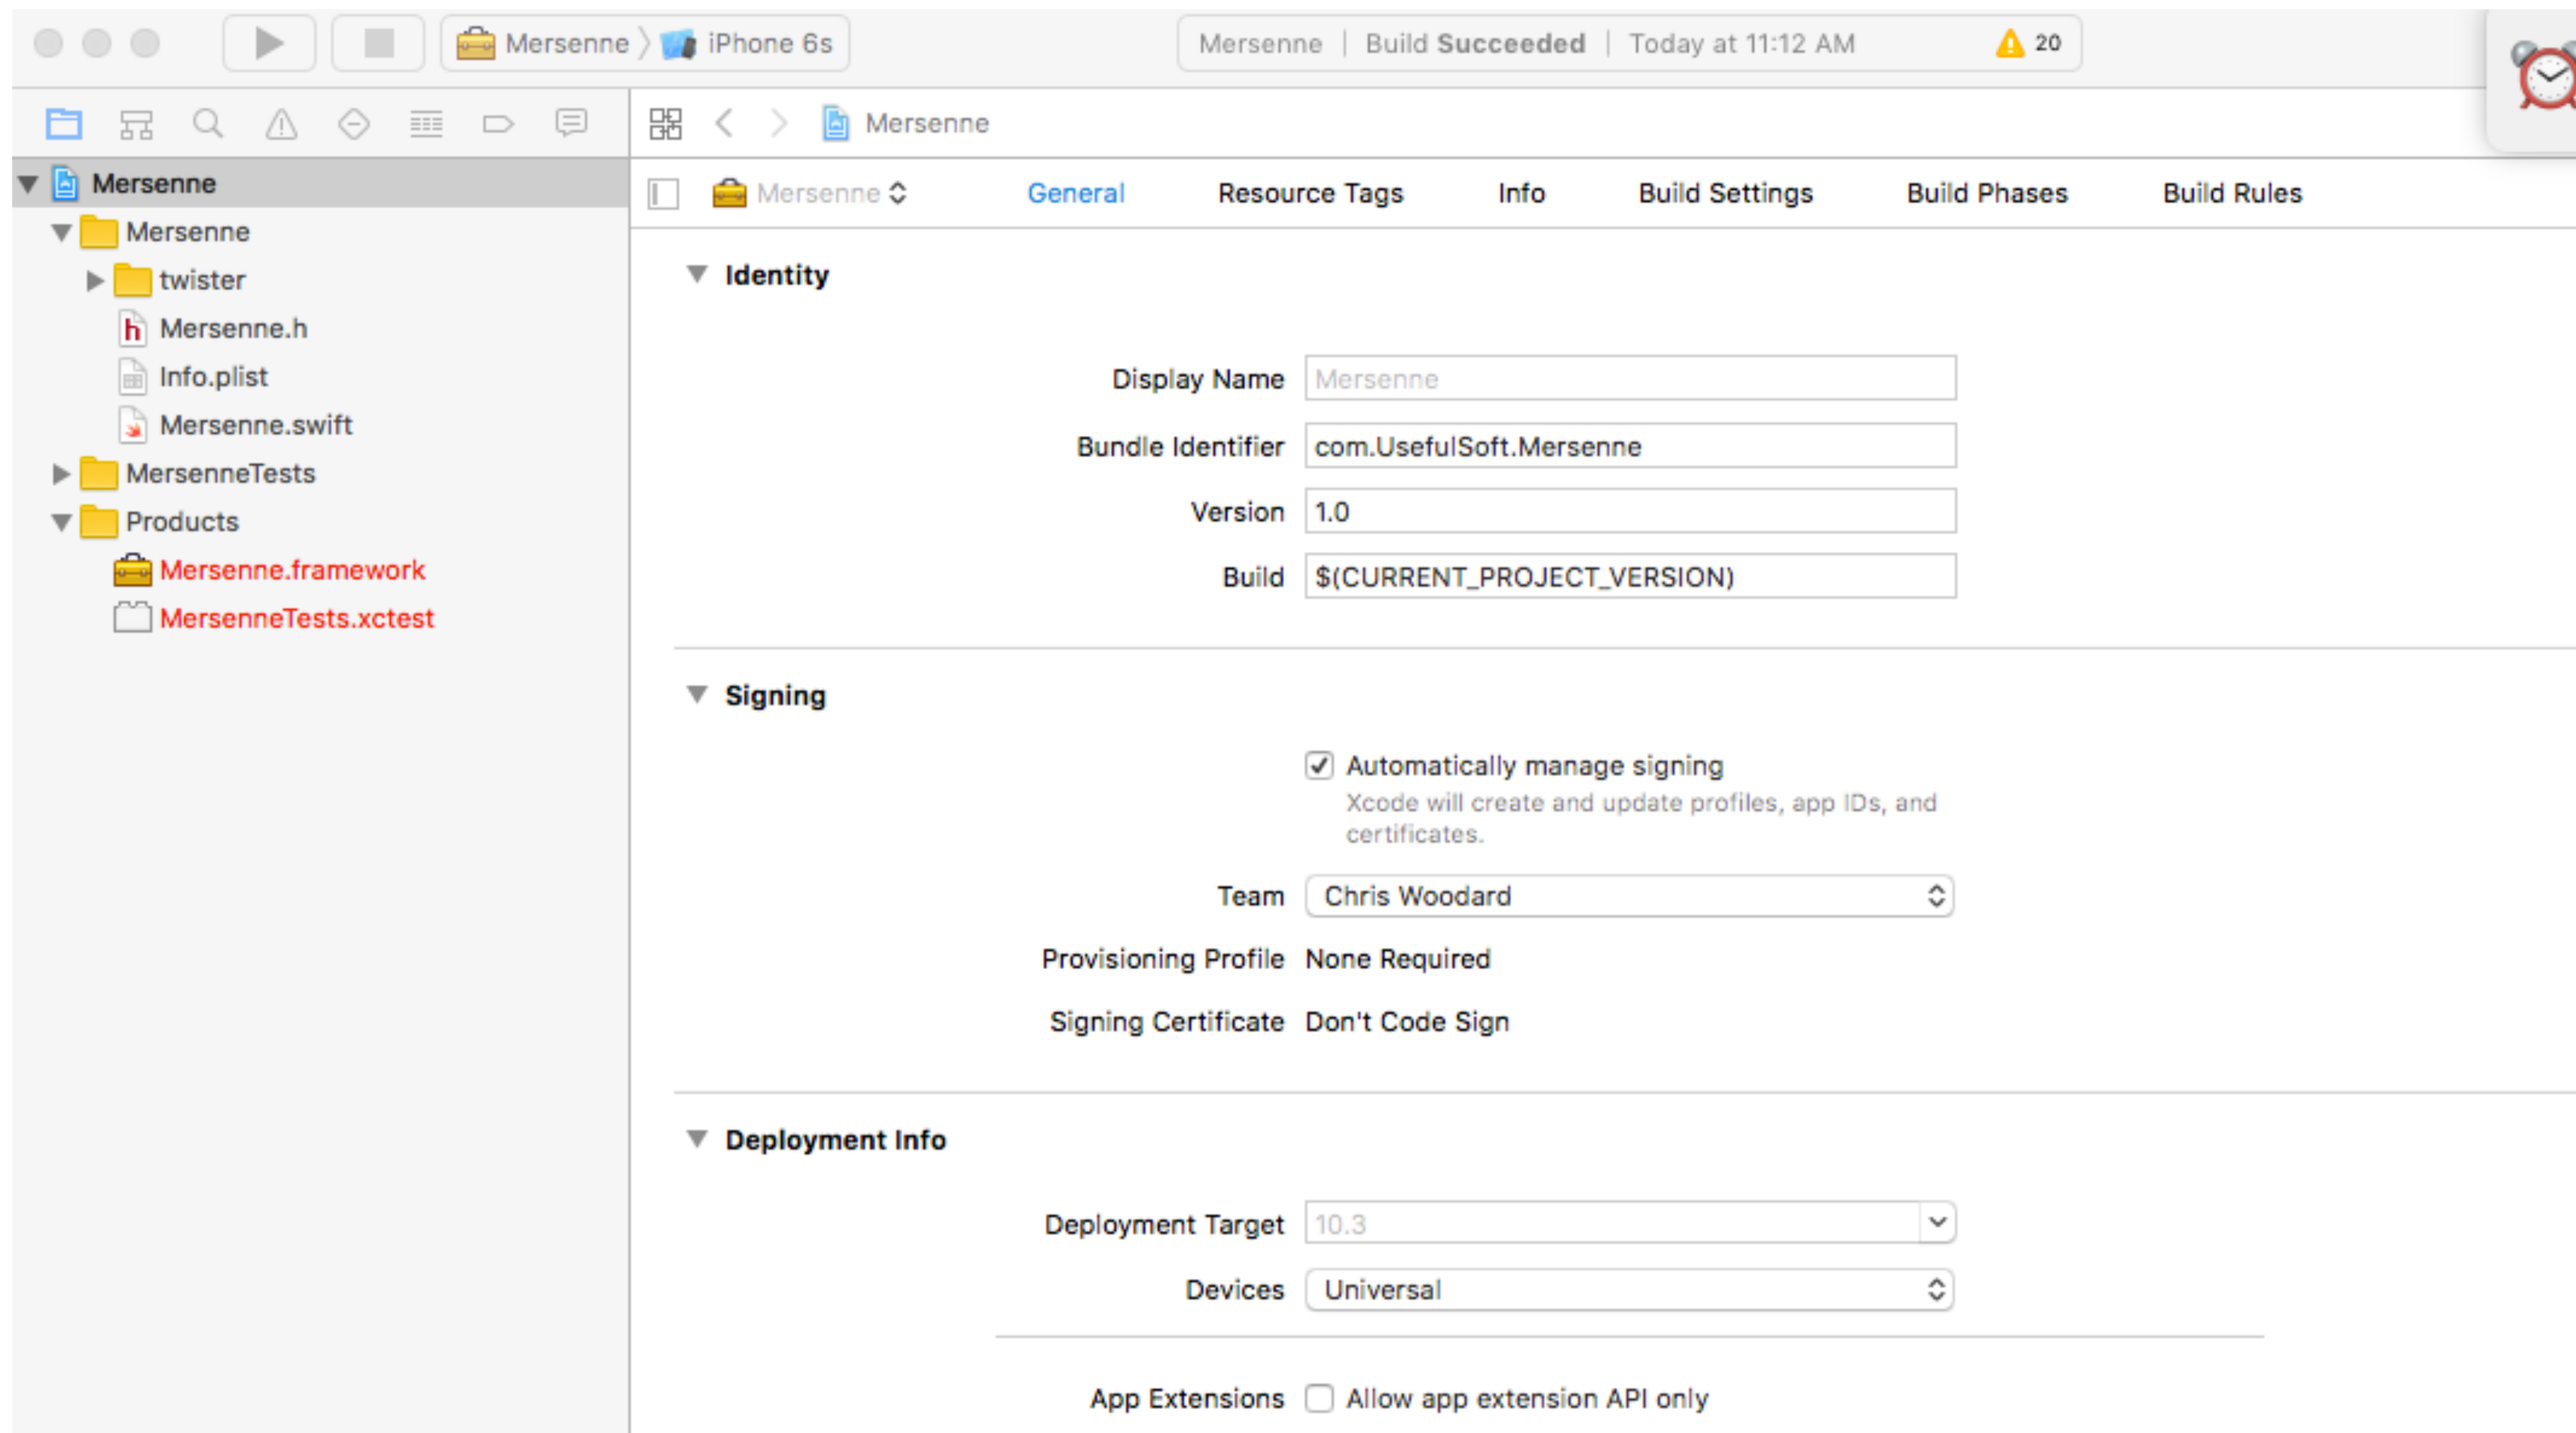 Mersenne iPhone 6s
Mersenne | Build Succeeded | Today at 11:12 AM 20
Mersenne
Mersenne
Mersenne
twister
h Mersenne.h
Info.plist
Mersenne.swift
MersenneTests
Products
Mersenne.framework
MersenneTests.xctest
Mersenne General Resource Tags Info Build Settings Build Phases Build Rules
Identity
Display Name Mersenne
Bundle Identifier com.UsefulSoft.Mersenne
Version 1.0
Build $(CURRENT_PROJECT_VERSION)
Signing
Automatically manage signing
Xcode will create and update profiles, app IDs, and
certificates.
Team Chris Woodard
Provisioning Profile None Required
Signing Certificate Don't Code Sign
Deployment Info
Deployment Target 10.3
Devices Universal
App Extensions Allow app extension API only